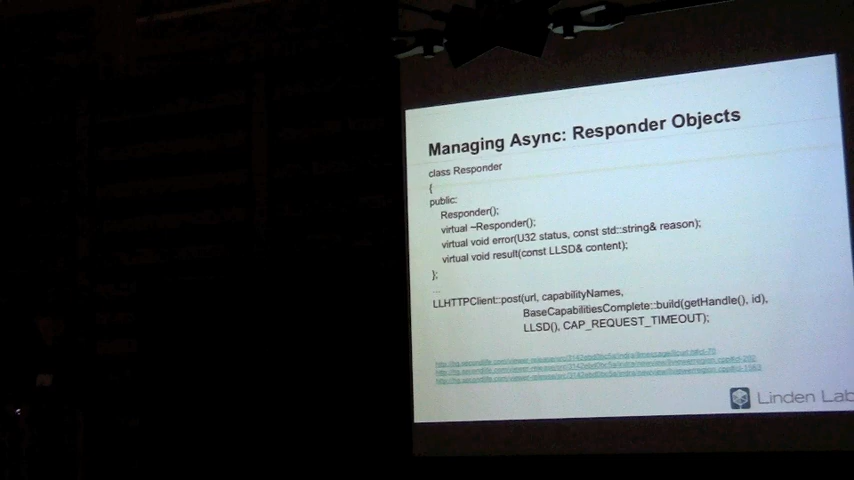 Managing Async: Responder Objects
class Responder
{
public:
Responder();
virtual ~Responder();
virtual void error(U32 status, const std::string& reason);
virtual void result(const LLSD& content);
};
...
LLHTTPClient::post(url, capabilityNames,
BaseCapabilitiesComplete::build(getHandle(), id),
LLSD(), CAP_REQUEST_TIMEOUT);
Linden Lab